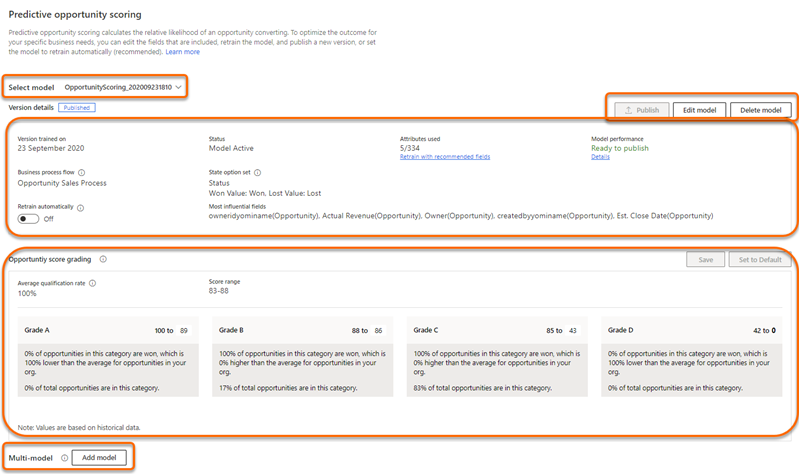 Predictive opportunity scoring
Predictive opportunity scoring calculates the relative likelihood of an opportunity converting. To optimize the outcome for
your specific business needs, you can edit the fields that are included, retrain the model, and publish a new version, or set
the model to retrain automatically (recommended). Learn more
Select model OpportunityScoring_202009231810
Version details Published
Publish Edit model Delete model
Version trained on Status Attributes used Model performance
23 September 2020 Model Active 5/334 Ready to publish
Retrain with recommended fields Details
Business process flow State option set
Opportunity Sales Process Status
Won Value: Won, Lost Value: Lost
Retrain automatically Most influential fields
Off owneridyominame(Opportunity), Actual Revenue(Opportunity), Owner(Opportunity), createdbyyominame(Opportunity), Est. Close Date(Opportunity)
Opportuntiy score grading Save Set to Default
Average qualification rate Score range
100% 83-88
Grade A 100 to 89 Grade B 88 to 86 Grade C 85 to 43 Grade D 42 to 0
0% of opportunities in this category are won, which is
100% lower than the average for opportunities in your
org.
0% of total opportunities are in this category.
100% of opportunities in this category are won, which
is 0% higher than the average for opportunities in your
org.
17% of total opportunities are in this category.
100% of opportunities in this category are won, which
is 0% higher than the average for opportunities in your
org.
83% of total opportunities are in this category.
0% of opportunities in this category are won, which is
100% lower than the average for opportunities in your
org.
0% of total opportunities are in this category.
Note: Values are based on historical data.
Multi-model Add model